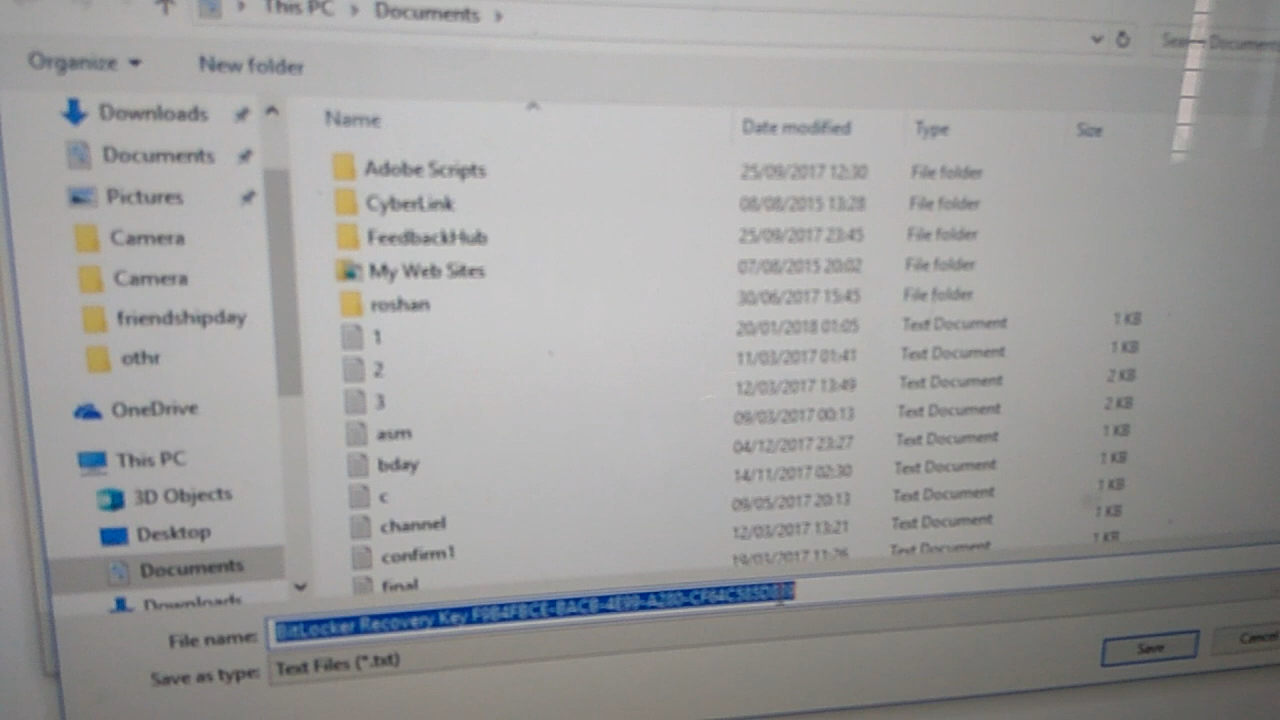 This PC > Documents >
Organize
New folder
Downloads
Documents
Pictures
Camera
Camera
friendshipday
othr
OneDrive
This PC
3D Objects
Desktop
Documents
Downloads
Name Date modified Type Size
Adobe Scripts 25/09/2017 12:30 File folder
CyberLink 08/08/2015 13:28 File folder
FeedbackHub 25/09/2017 23:45 File folder
My Web Sites 07/08/2015 20:02 File folder
roshan 30/06/2017 15:45 File folder
1 20/01/2018 01:05 Text Document 1 KB
2 11/03/2017 01:41 Text Document 1 KB
3 12/03/2017 13:49 Text Document 2 KB
asm 09/03/2017 00:13 Text Document 2 KB
bday 04/12/2017 23:27 Text Document 1 KB
c 14/11/2017 02:30 Text Document 1 KB
channel 09/05/2017 20:13 Text Document 1 KB
confirm1 12/03/2017 13:21 Text Document 1 KB
final Text Document 1 KB
File name: BitLocker Recovery Key
Save as type: Text Files (*.txt)
Save Cancel